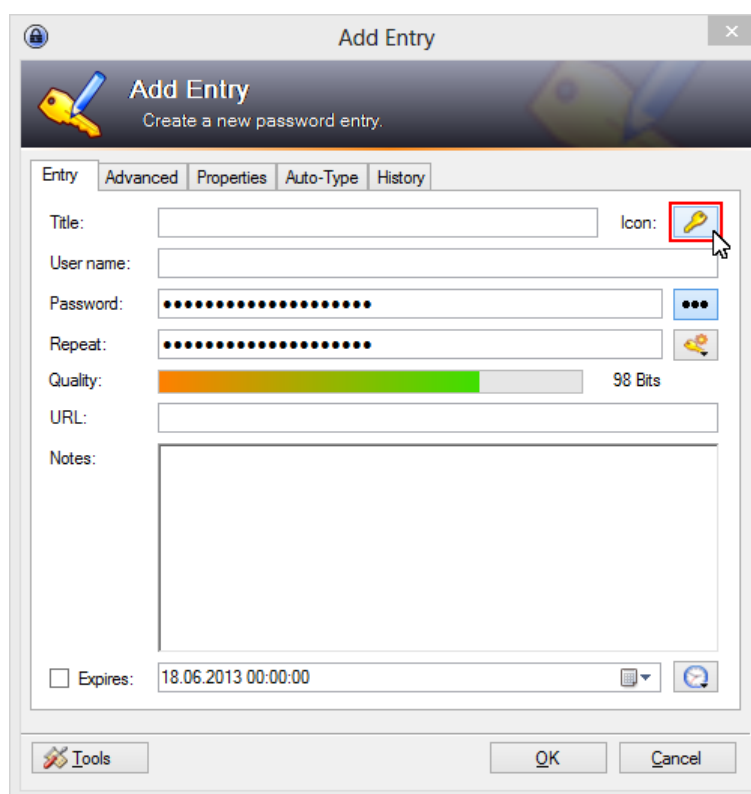 Add Entry
Add Entry
Create a new password entry.
Entry Advanced Properties Auto-Type History
Title: Icon:
User name:
Password: ●●●●●●●●●●●●●●●●●●●● ●●●
Repeat: ●●●●●●●●●●●●●●●●●●●●
Quality: 98 Bits
URL:
Notes:
Expires: 18.06.2013 00:00:00
Tools OK Cancel